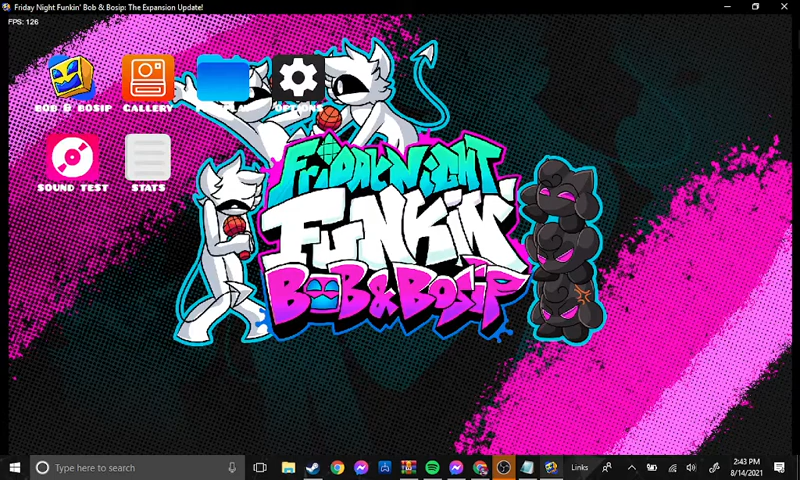 Friday Night Funkin' Bob & Bosip: The Expansion Update!
FPS: 126
BOB & BOSIP
GALLERY
OPTIONS
SOUND TEST
STATS
FRIDAY NIGHT
FUNKIN'
BOB & BOSIP
Type here to search
Links
2:43 PM
8/14/2021